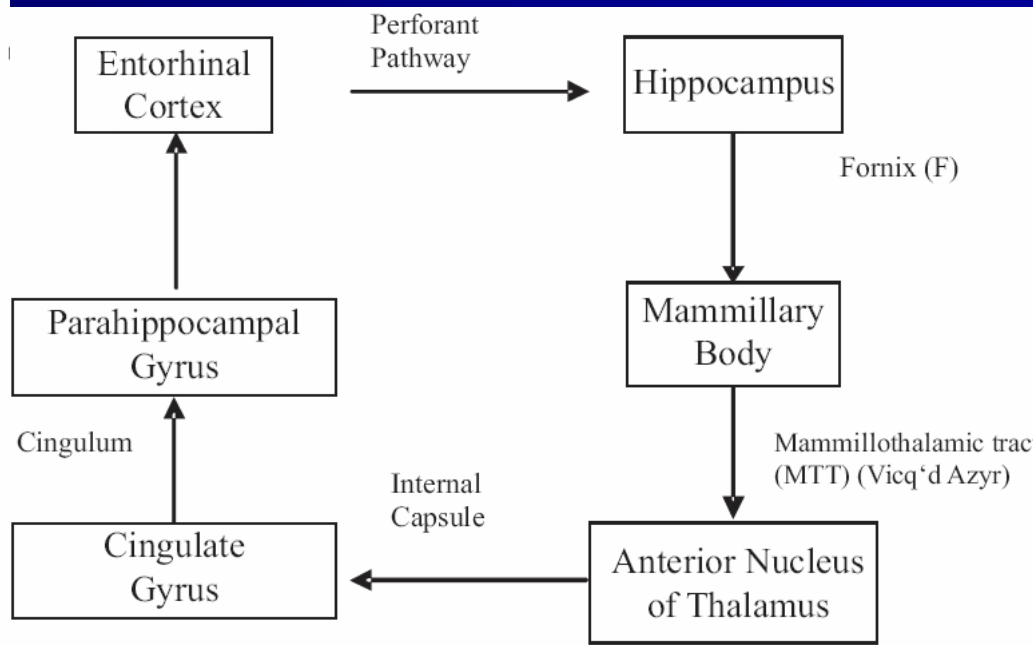 Perforant
Pathway
Entorhinal
Cortex
Hippocampus
Fornix (F)
Parahippocampal
Gyrus
Mammillary
Body
Cingulum
Mammillothalamic trac
(MTT) (Vicq‘d Azyr)
Internal
Capsule
Cingulate
Gyrus
Anterior Nucleus
of Thalamus